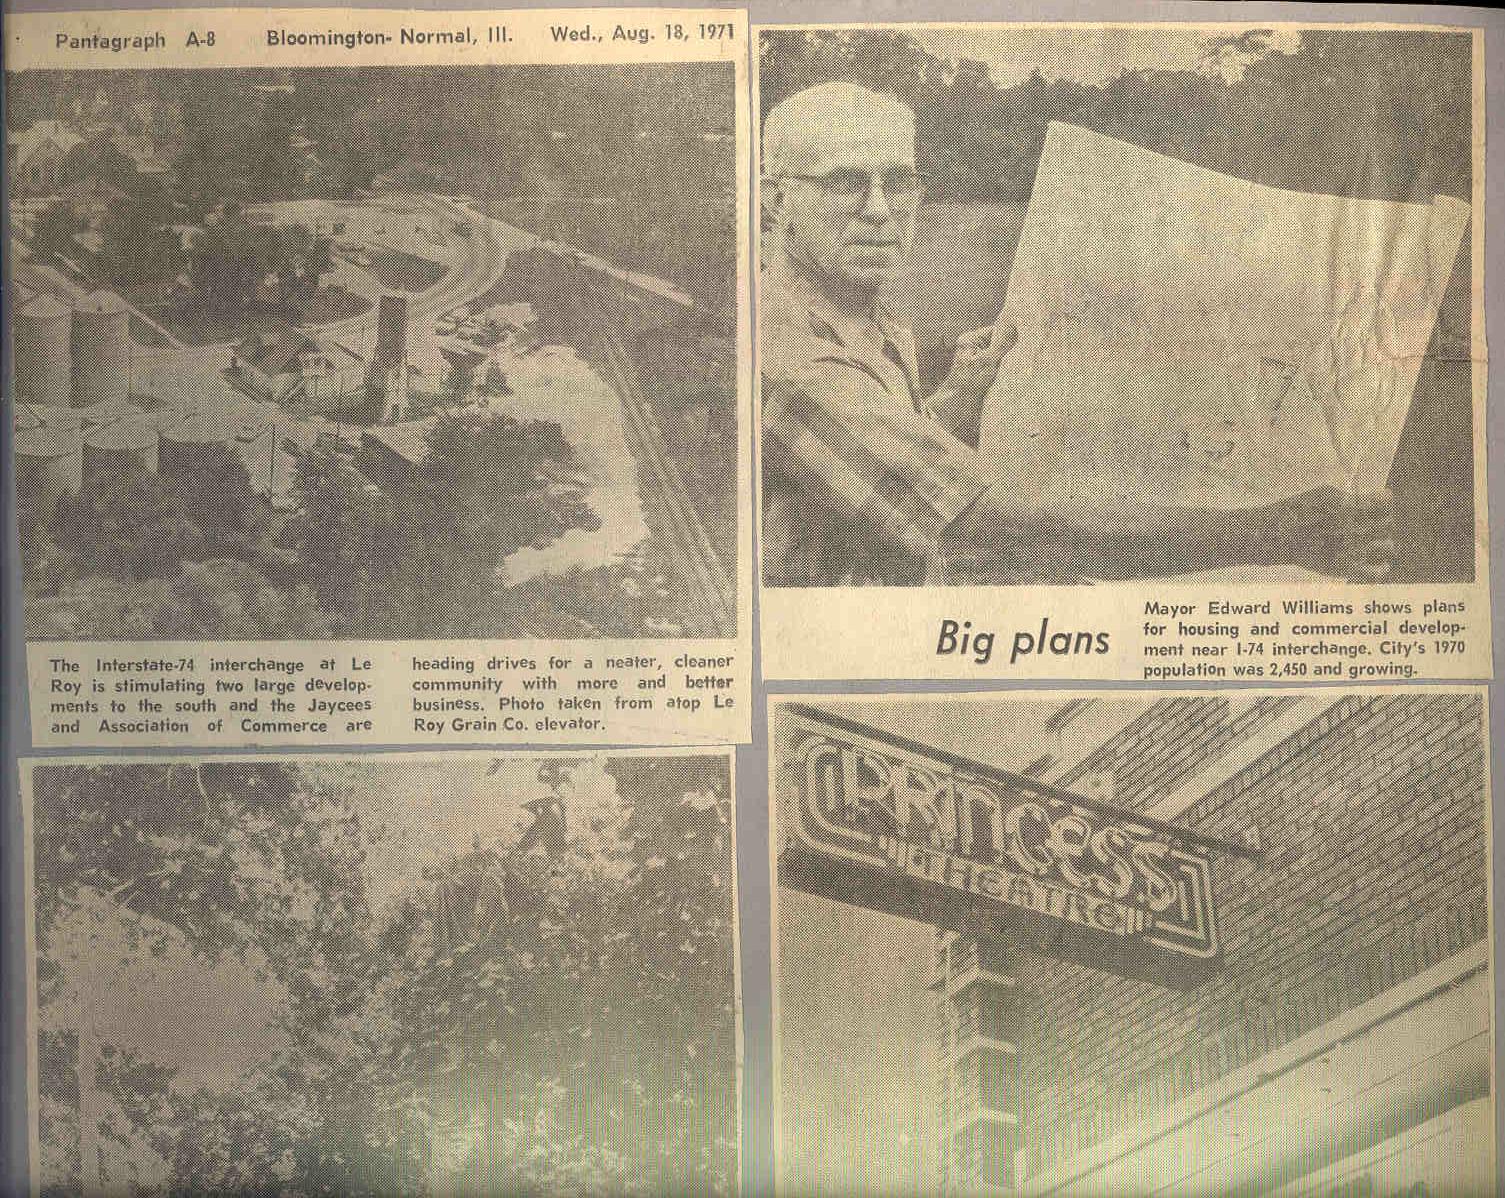 Pantagraph A-8 Bloomington- Normal, Ill. Wed., Aug. 18, 1971
The Interstate-74 interchange at Le
Roy is stimulating two large develop-
ments to the south and the Jaycees
and Association of Commerce are
heading drives for a neater, cleaner
community with more and better
business. Photo taken from atop Le
Roy Grain Co. elevator.
Big plans
Mayor Edward Williams shows plans
for housing and commercial develop-
ment near I-74 interchange. City's 1970
population was 2,450 and growing.
PRINCESS
THEATRE